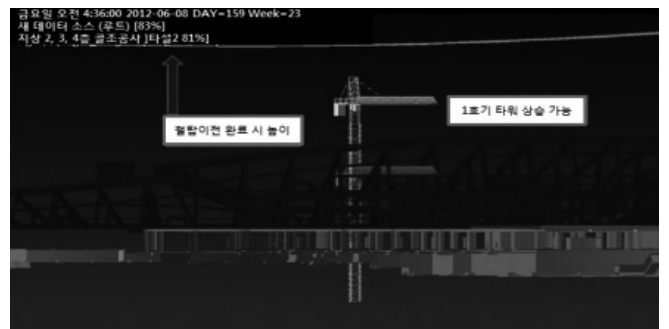 금요일 오전 4:36:00 2012-06-08 DAY=159 Week=23
새 데이터 소스 (루트) [83%]
지상 2, 3, 4층 골조공사 ]타설2 81%]
1호기 타워 상승 가능
철탑이전 완료 시 높이